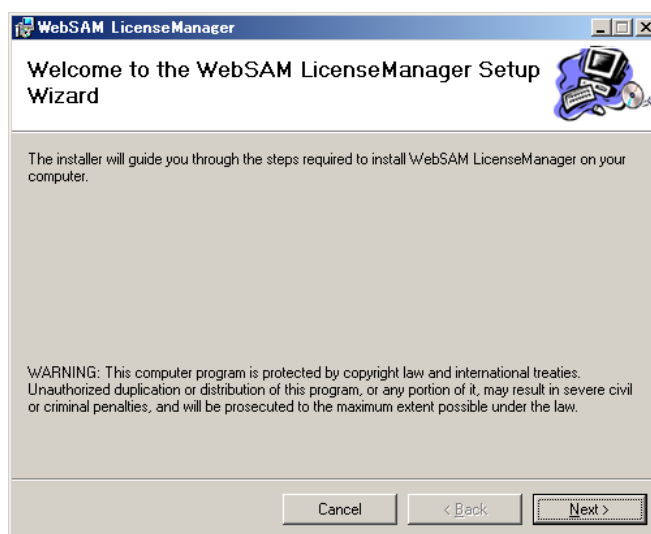 WebSAM LicenseManager
Welcome to the WebSAM LicenseManager Setup
Wizard
The installer will guide you through the steps required to install WebSAM LicenseManager on your
computer.
WARNING: This computer program is protected by copyright law and international treaties.
Unauthorized duplication or distribution of this program, or any portion of it, may result in severe civil
or criminal penalties, and will be prosecuted to the maximum extent possible under the law.
Cancel
< Back
Next >